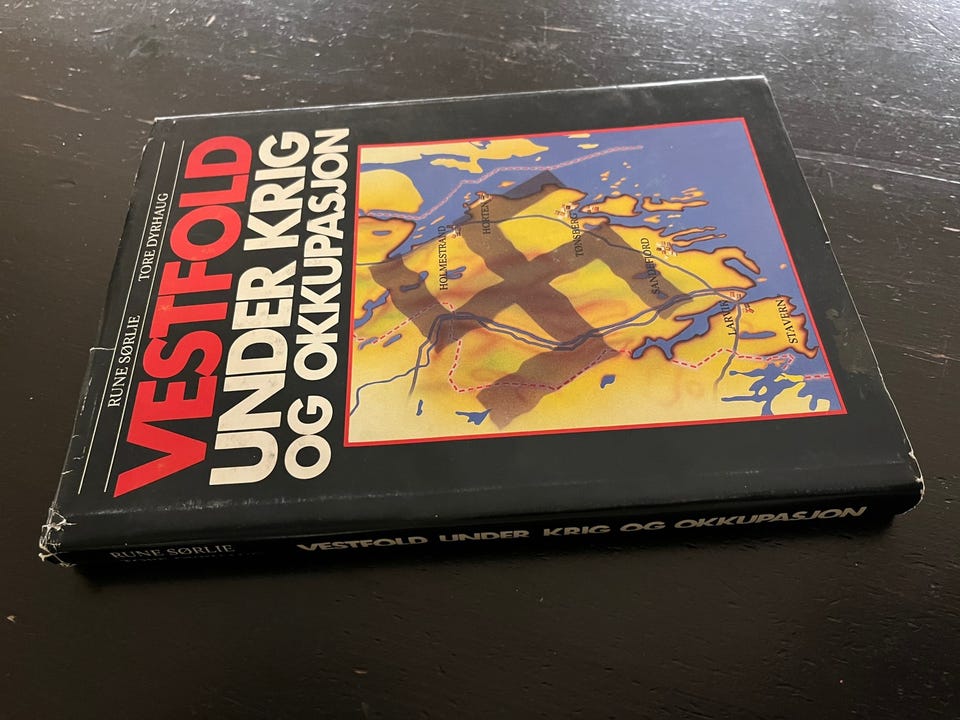 RUNE SØRLIE TORE DYRHAUG
VESTFOLD
UNDER KRIG
OG OKKUPASJON
HOLMESTRAND
HORTEN
TØNSBERG
SANDEFJORD
LARVIK
STAVERN
RUNE SØRLIE
VESTFOLD UNDER KRIG OG OKKUPASJON